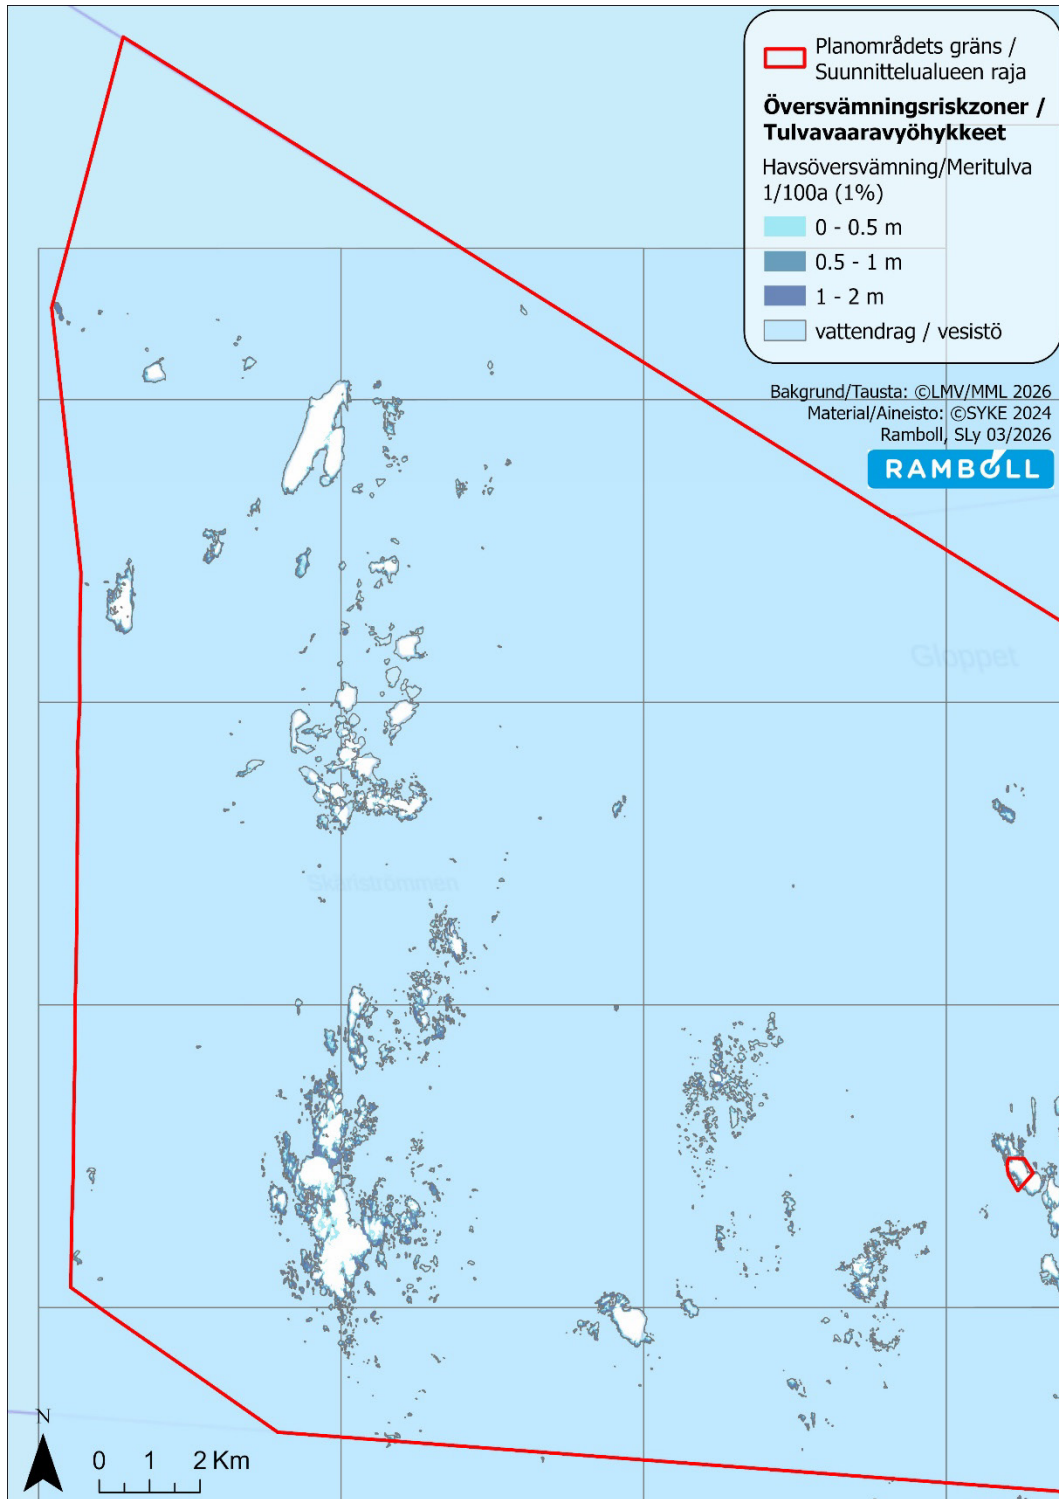 Planområdets gräns /
Suunnittelualueen raja
Översvämningsriskzoner /
Tulvavaaravyöhykkeet
Havsöversvämning/Meritulva
1/100a (1%)
0 - 0.5 m
0.5 - 1 m
1 - 2 m
vattendrag / vesistö
Bakgrund/Tausta: ©LMV/MML 2026
Material/Aineisto: ©SYKE 2024
Ramboll, SLy 03/2026
RAMBOLL
Gloppet
Skärströmmen
N
0 1 2 Km